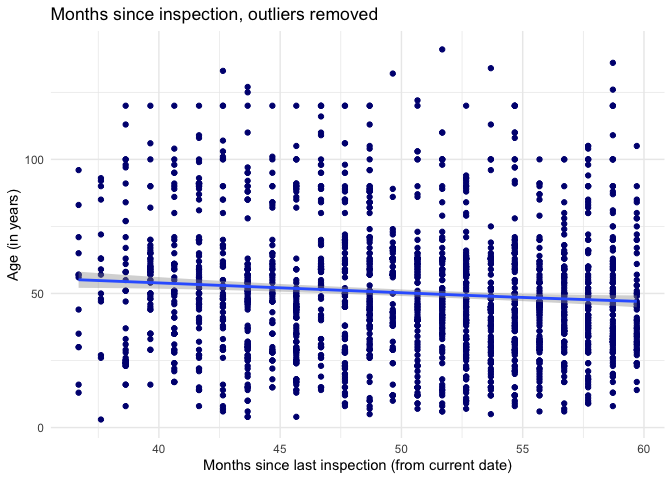 Months since inspection, outliers removed
100
50
0
Age (in years)
40 45 50 55 60
Months since last inspection (from current date)